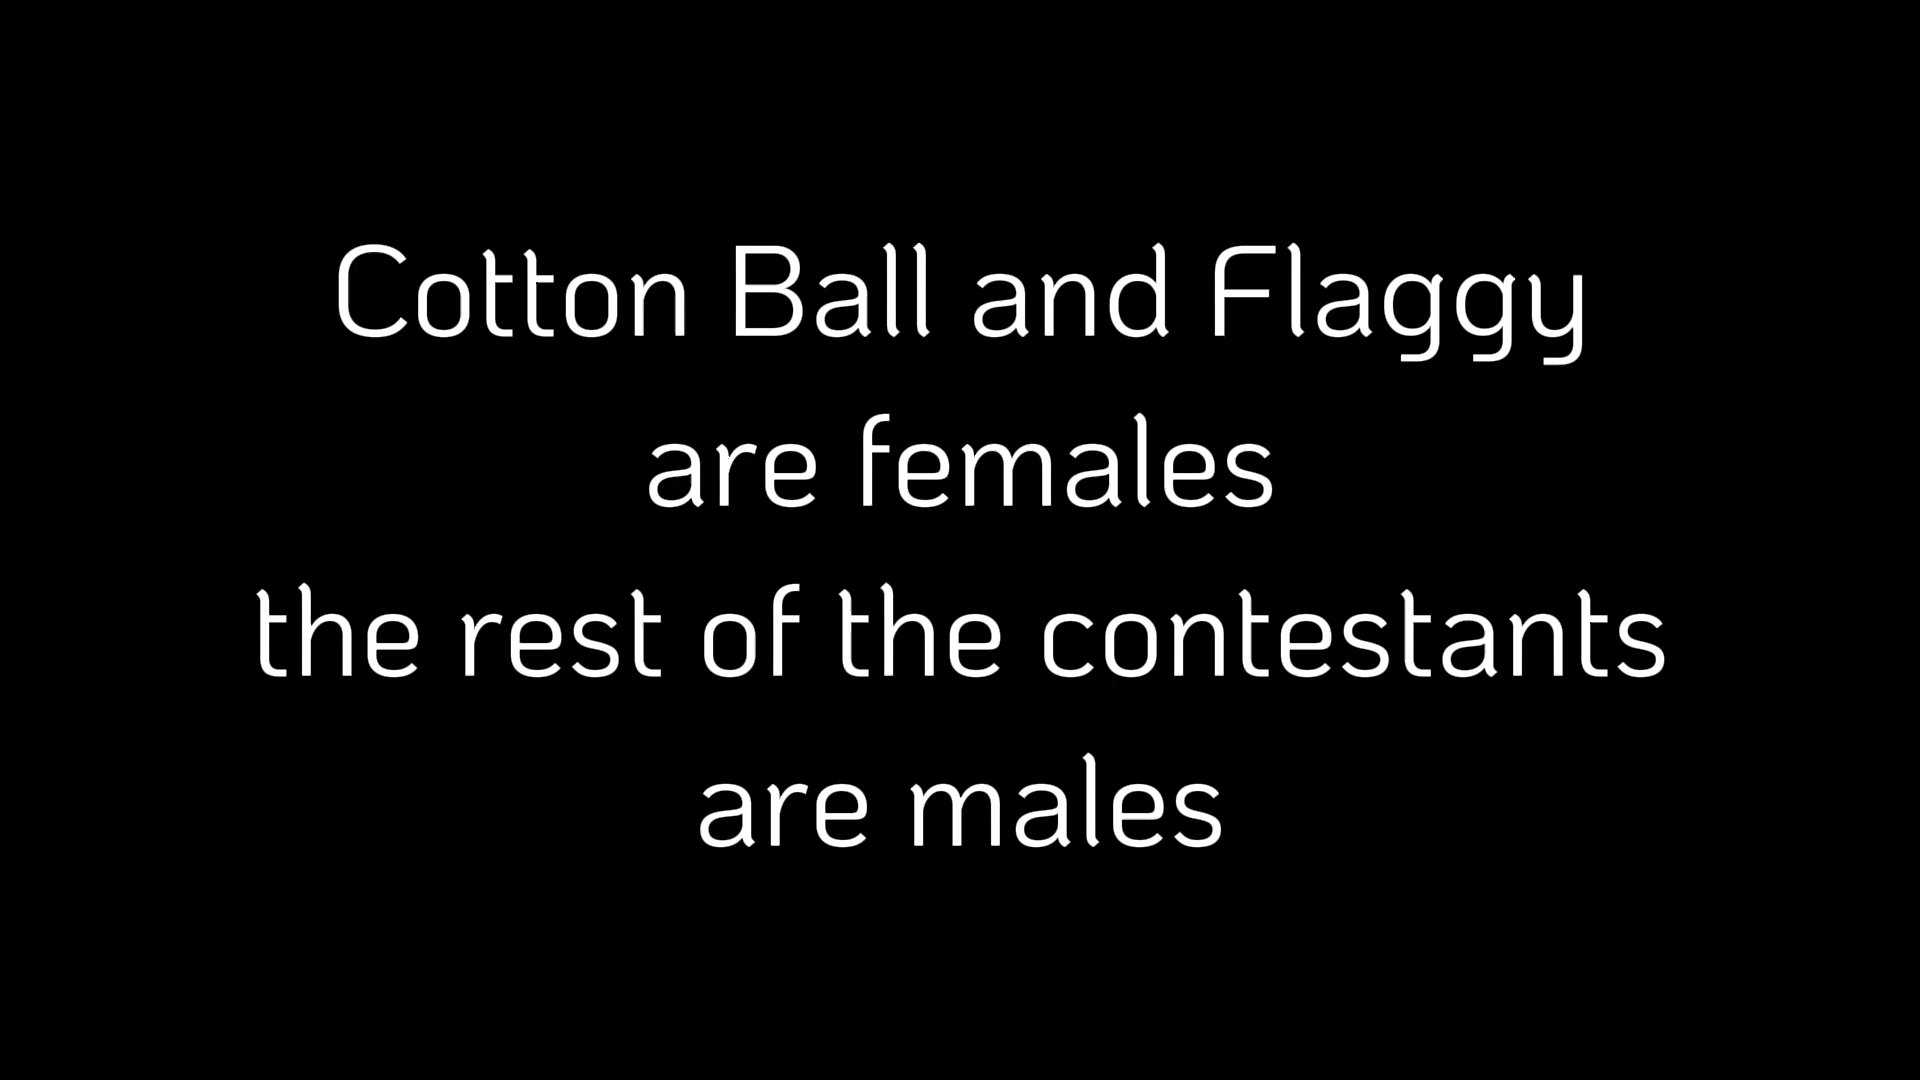 Cotton Ball and Flaggy
are females
the rest of the contestants
are males